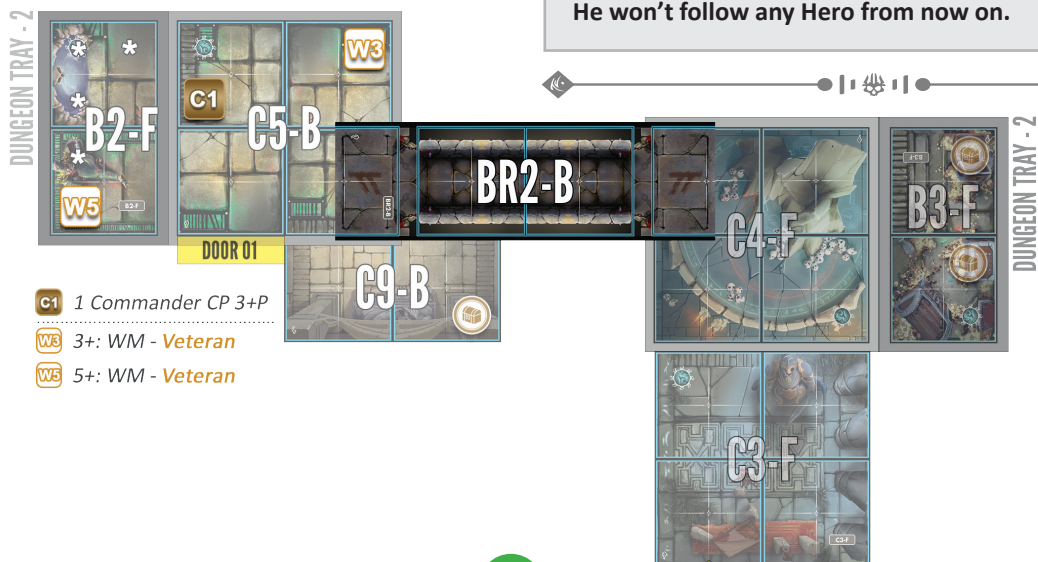 He won’t follow any Hero from now on.
DUNGEON TRAY - 2
B2-F
W5
B2-F
C1
W3
C5-B
BR2-B
BR2-B
DOOR 01
C9-B
C4-F
B3-F
B3-F
DUNGEON TRAY - 2
C3-F
C3-F
C1 1 Commander CP 3+P
W3 3+: WM - Veteran
W5 5+: WM - Veteran